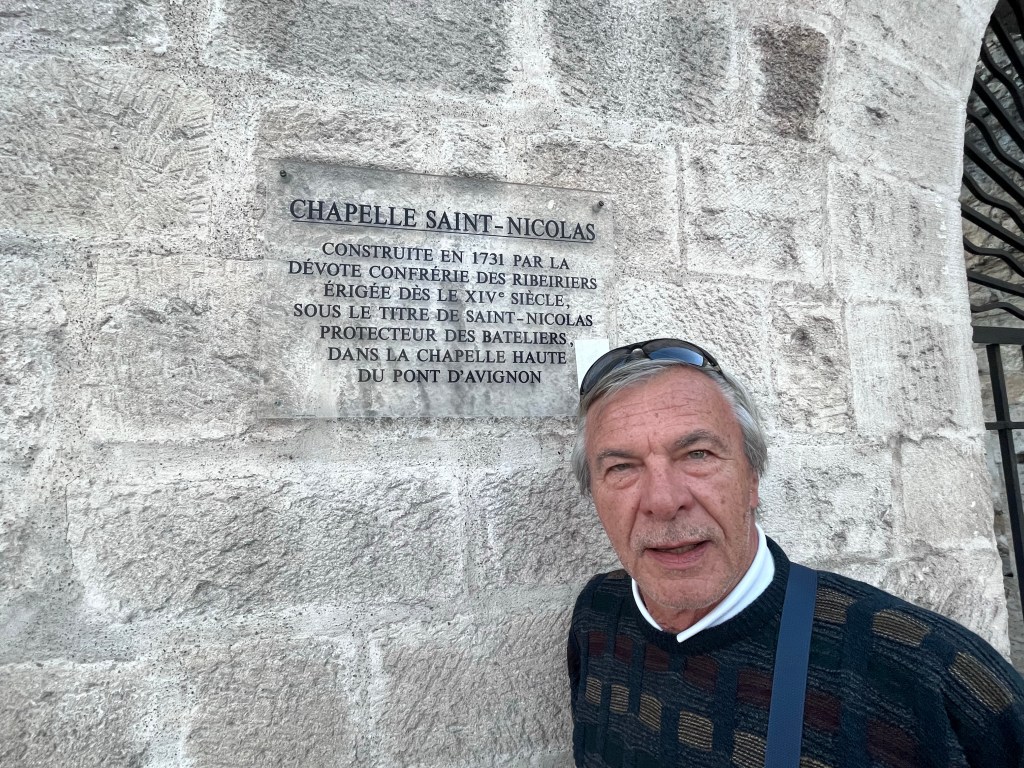 CHAPELLE SAINT-NICOLAS
CONSTRUITE EN 1731 PAR LA
DÉVOTE CONFRÉRIE DES RIBEIRIERS
ÉRIGÉE DÈS LE XIVe SIÈCLE,
SOUS LE TITRE DE SAINT-NICOLAS
PROTECTEUR DES BATELIERS,
DANS LA CHAPELLE HAUTE
DU PONT D'AVIGNON